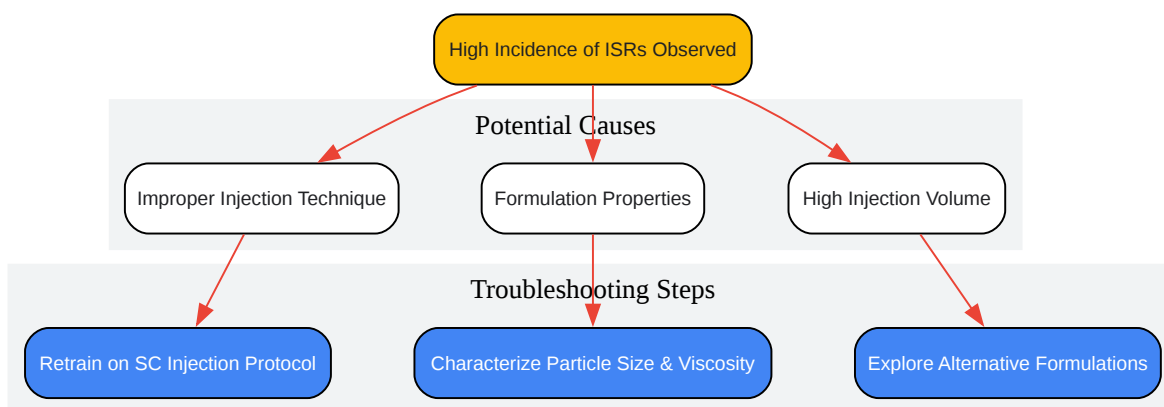 High Incidence of ISRs Observed
Potential Causes
Improper Injection Technique
Formulation Properties
High Injection Volume
Troubleshooting Steps
Retrain on SC Injection Protocol
Characterize Particle Size & Viscosity
Explore Alternative Formulations